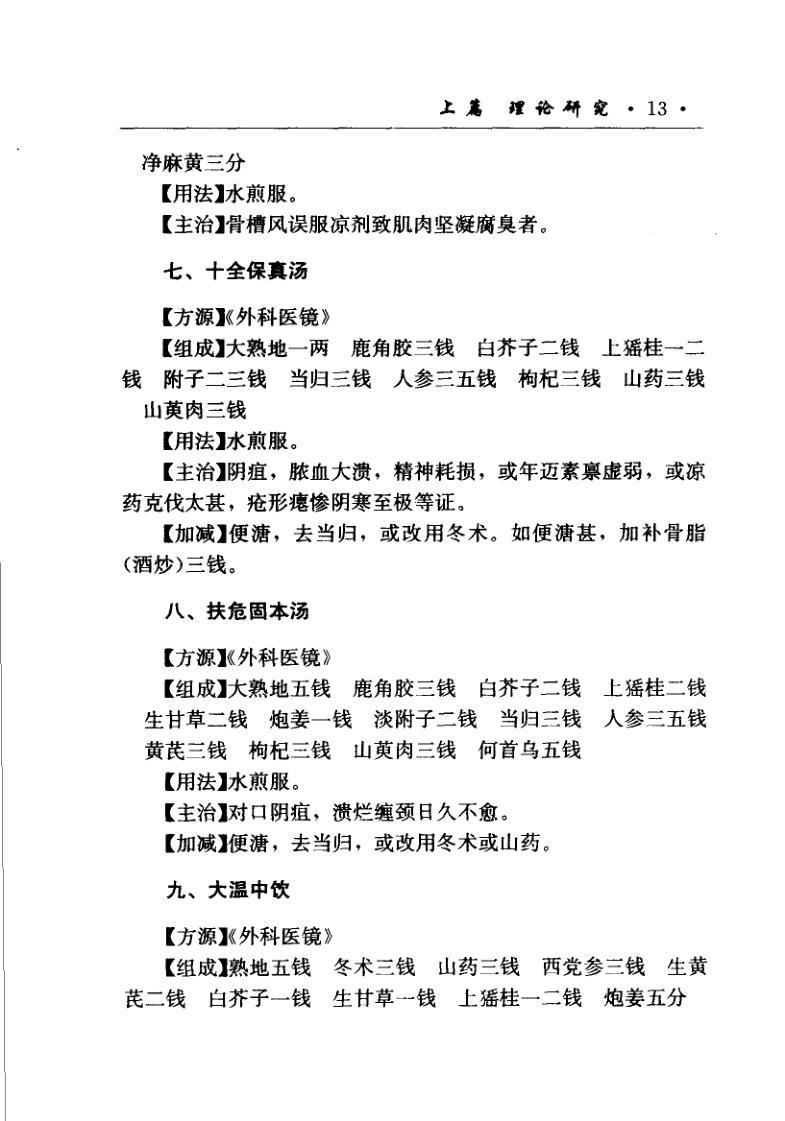 上篇 理论研究 · 13 ·
净麻黄三分
【用法】水煎服。
【主治】骨槽风误服凉剂致肌肉坚凝腐臭者。
七、十全保真汤
【方源】《外科医镜》
【组成】大熟地一两 鹿角胶三钱 白芥子二钱 上猺桂一二
钱 附子二三钱 当归三钱 人参三五钱 枸杞三钱 山药三钱
山萸肉三钱
【用法】水煎服。
【主治】阴疽，脓血大溃，精神耗损，或年迈素禀虚弱，或凉
药克伐太甚，疮形瘪惨阴寒至极等证。
【加减】便溏，去当归，或改用冬术。如便溏甚，加补骨脂
(酒炒)三钱。
八、扶危固本汤
【方源】《外科医镜》
【组成】大熟地五钱 鹿角胶三钱 白芥子二钱 上猺桂二钱
生甘草二钱 炮姜一钱 淡附子二钱 当归三钱 人参三五钱
黄芪三钱 枸杞三钱 山萸肉三钱 何首乌五钱
【用法】水煎服。
【主治】对口阴疽，溃烂缠颈日久不愈。
【加减】便溏，去当归，或改用冬术或山药。
九、大温中饮
【方源】《外科医镜》
【组成】熟地五钱 冬术三钱 山药三钱 西党参三钱 生黄
芪二钱 白芥子一钱 生甘草一钱 上猺桂一二钱 炮姜五分